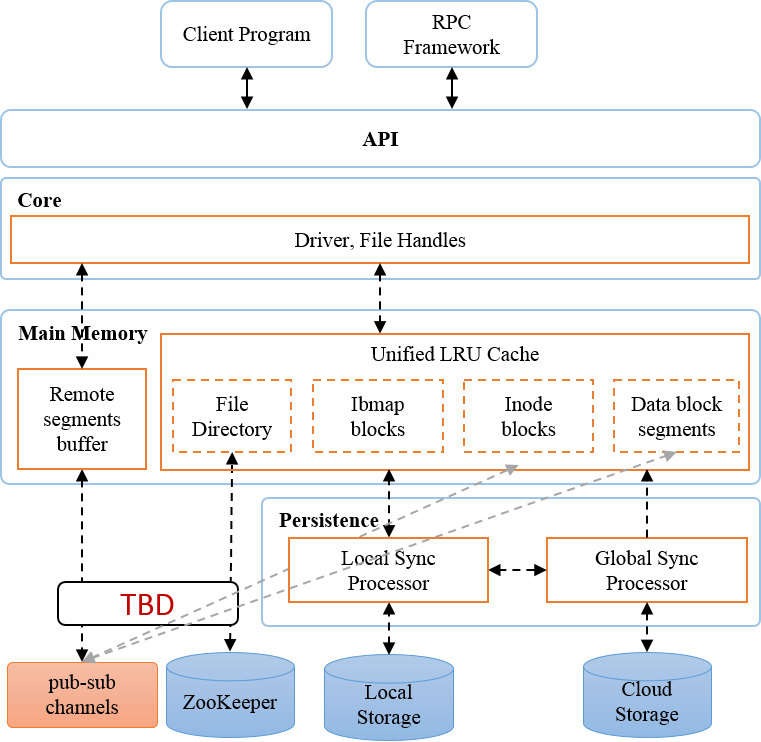 Client Program
RPC
Framework
API
Core
Driver, File Handles
Main Memory
Unified LRU Cache
Remote
segments
buffer
File
Directory
Ibmap
blocks
Inode
blocks
Data block
segments
Persistence
Local Sync
Processor
Global Sync
Processor
TBD
pub-sub
channels
ZooKeeper
Local
Storage
Cloud
Storage